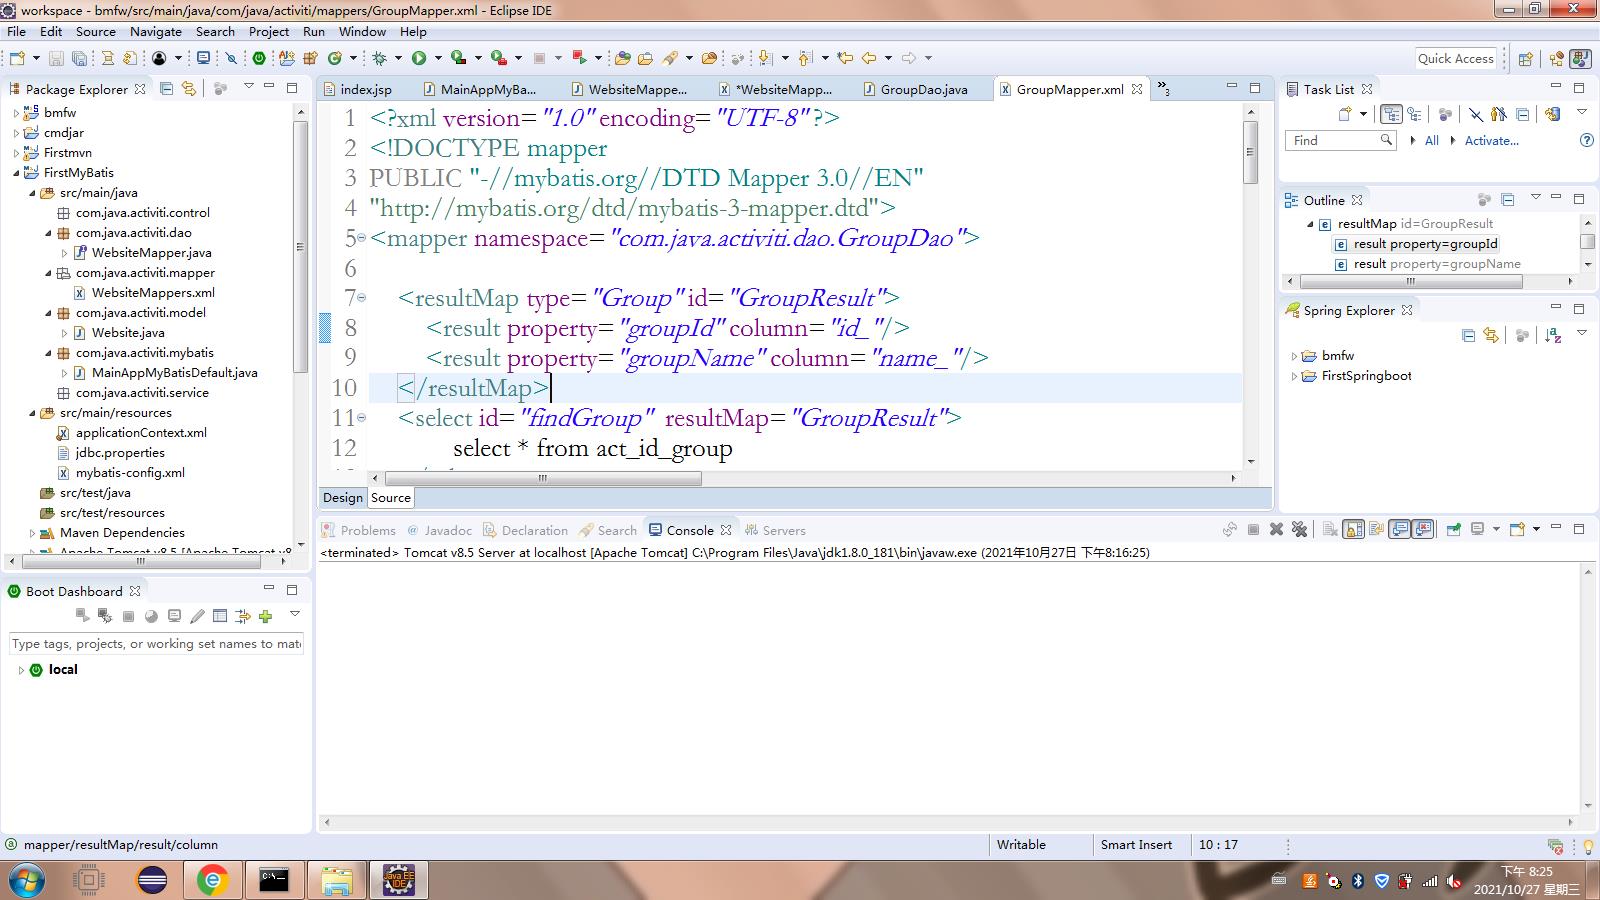 workspace - bmfw/src/main/java/com/java/activiti/mappers/GroupMapper.xml - Eclipse IDE
File Edit Source Navigate Search Project Run Window Help
Quick Access
Package Explorer
bmfw
cmdjar
Firstmvn
FirstMyBatis
src/main/java
com.java.activiti.control
com.java.activiti.dao
WebsiteMapper.java
com.java.activiti.mapper
WebsiteMappers.xml
com.java.activiti.model
Website.java
com.java.activiti.mybatis
MainAppMyBatisDefault.java
com.java.activiti.service
src/main/resources
applicationContext.xml
jdbc.properties
mybatis-config.xml
src/test/java
src/test/resources
Maven Dependencies
Boot Dashboard
Type tags, projects, or working set names to mat
local
index.jsp MainAppMyBa... WebsiteMappe... *WebsiteMapp... GroupDao.java GroupMapper.xml »3
1 <?xml version="1.0" encoding="UTF-8"?>
2 <!DOCTYPE mapper
3 PUBLIC "-//mybatis.org//DTD Mapper 3.0//EN"
4 "http://mybatis.org/dtd/mybatis-3-mapper.dtd">
5 <mapper namespace="com.java.activiti.dao.GroupDao">
6
7 <resultMap type="Group" id="GroupResult">
8 <result property="groupId" column="id_"/>
9 <result property="groupName" column="name_"/>
10 </resultMap>
11 <select id="findGroup" resultMap="GroupResult">
12 select * from act_id_group
Design Source
Problems Javadoc Declaration Search Console Servers
<terminated> Tomcat v8.5 Server at localhost [Apache Tomcat] C:\Program Files\Java\jdk1.8.0_181\bin\javaw.exe (2021年10月27日 下午8:16:25)
Task List
Find All Activate...
Outline
resultMap id=GroupResult
result property=groupId
result property=groupName
Spring Explorer
bmfw
FirstSpringboot
mapper/resultMap/result/column Writable Smart Insert 10 : 17
Java EE
IDE
下午 8:25
2021/10/27 星期三